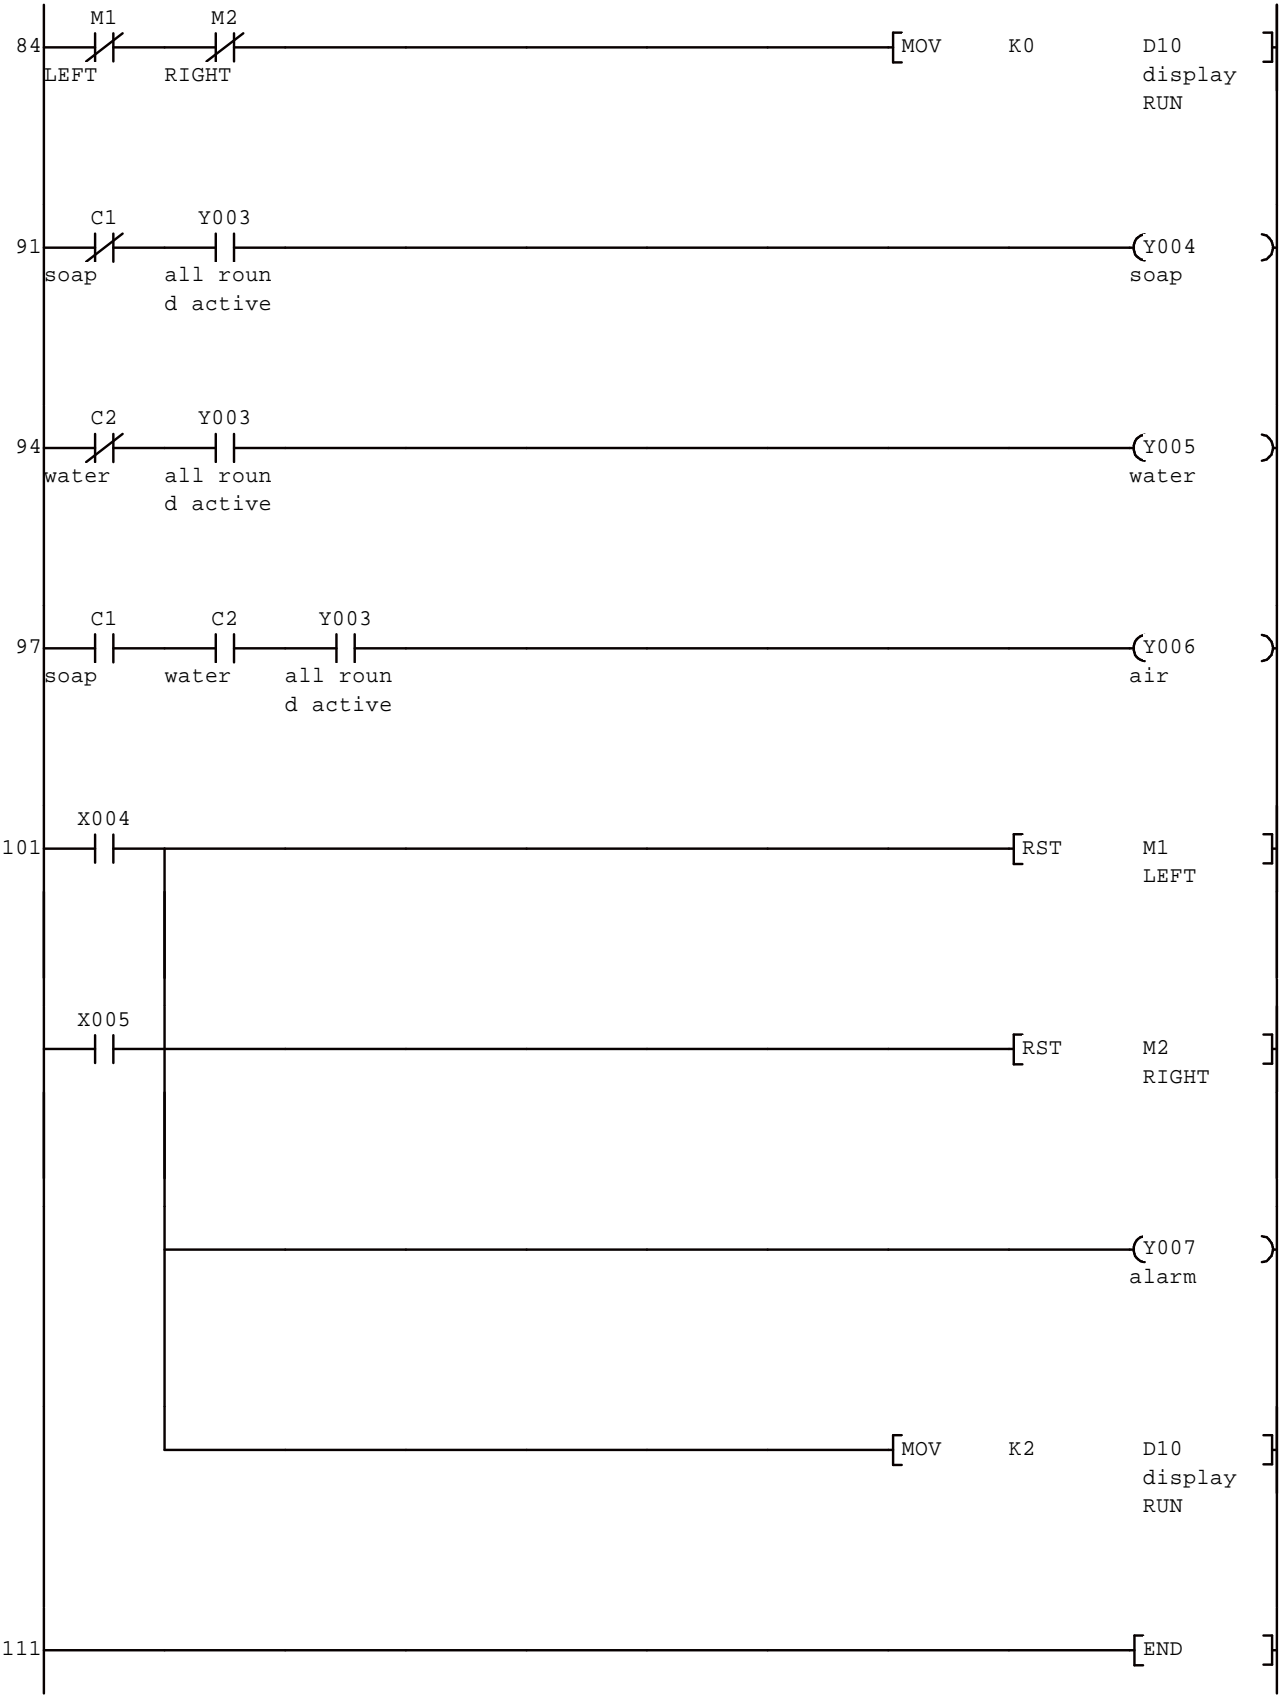 M1 M2
84 MOV K0 D10
LEFT RIGHT display
RUN
C1 Y003
91 Y004
soap all roun soap
d active
C2 Y003
94 Y005
water all roun water
d active
C1 C2 Y003
97 Y006
soap water all roun air
d active
X004
101 RST M1
LEFT
X005
RST M2
RIGHT
Y007
alarm
MOV K2 D10
display
RUN
111 END